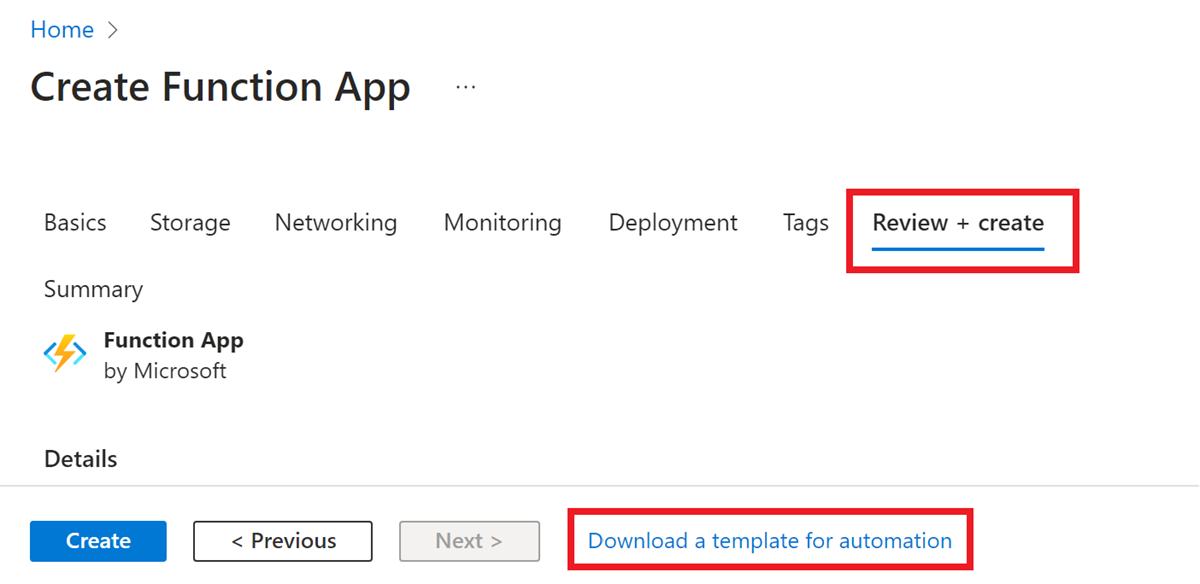 Home >
Create Function App ...
Basics Storage Networking Monitoring Deployment Tags Review + create
Summary
Function App
by Microsoft
Details
Create < Previous Next > Download a template for automation